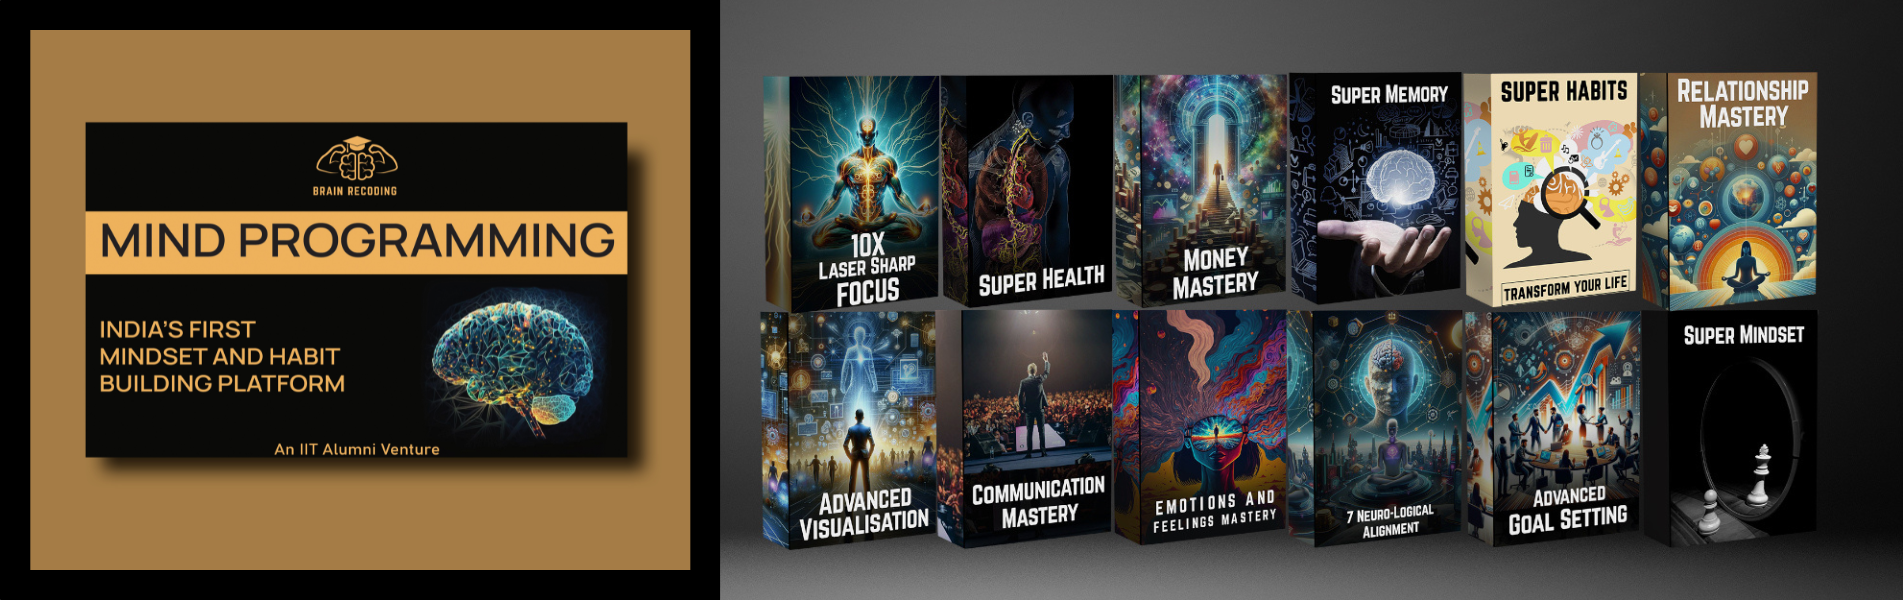 BRAIN RECODING
MIND PROGRAMMING
INDIA'S FIRST
MINDSET AND HABIT
BUILDING PLATFORM
An IIT Alumni Venture
10X
LASER SHARP
FOCUS
SUPER HEALTH
MONEY
MASTERY
SUPER MEMORY
SUPER HABITS
TRANSFORM YOUR LIFE
RELATIONSHIP
MASTERY
ADVANCED
VISUALISATION
COMMUNICATION
MASTERY
EMOTIONS AND
FEELINGS MASTERY
7 NEURO-LOGICAL
ALIGNMENT
ADVANCED
GOAL SETTING
SUPER MINDSET